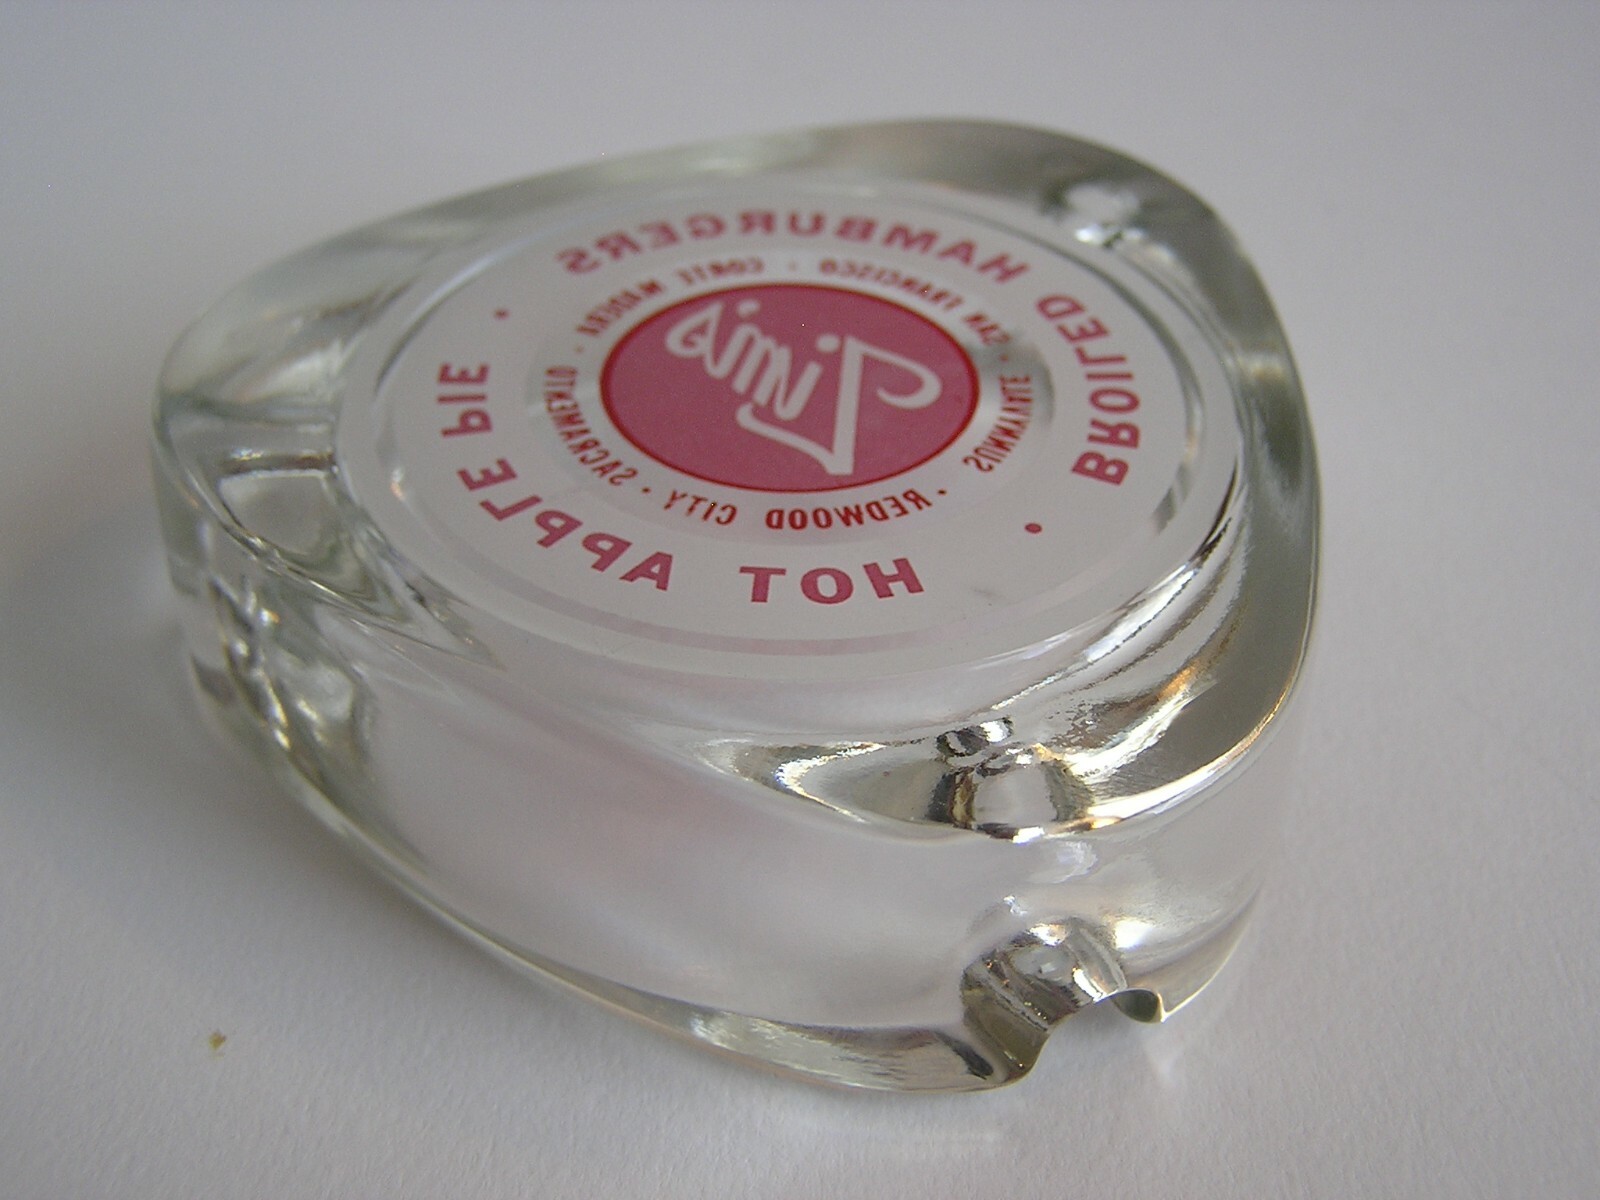 BROILED HAMBURGERS
HOT APPLE PIE
SAN FRANCISCO · CORTE MADERA · SACRAMENTO · REDWOOD CITY · SUNNYVALE
Zim's